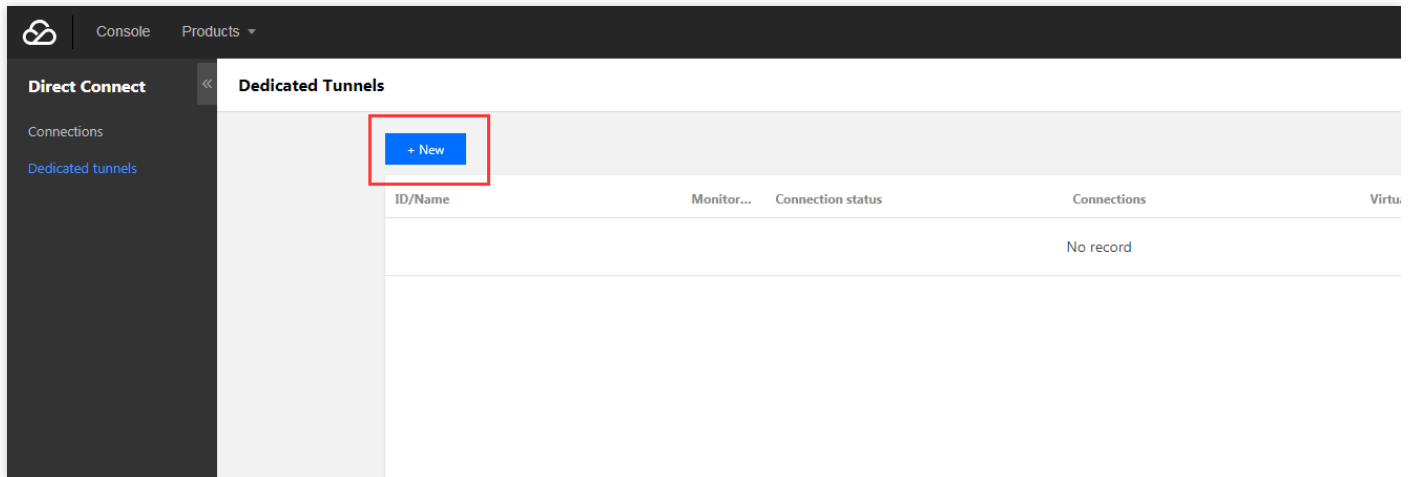 Console Products
Direct Connect
«
Dedicated Tunnels
Connections
Dedicated tunnels
+ New
ID/Name Monitor... Connection status Connections Virtu
No record